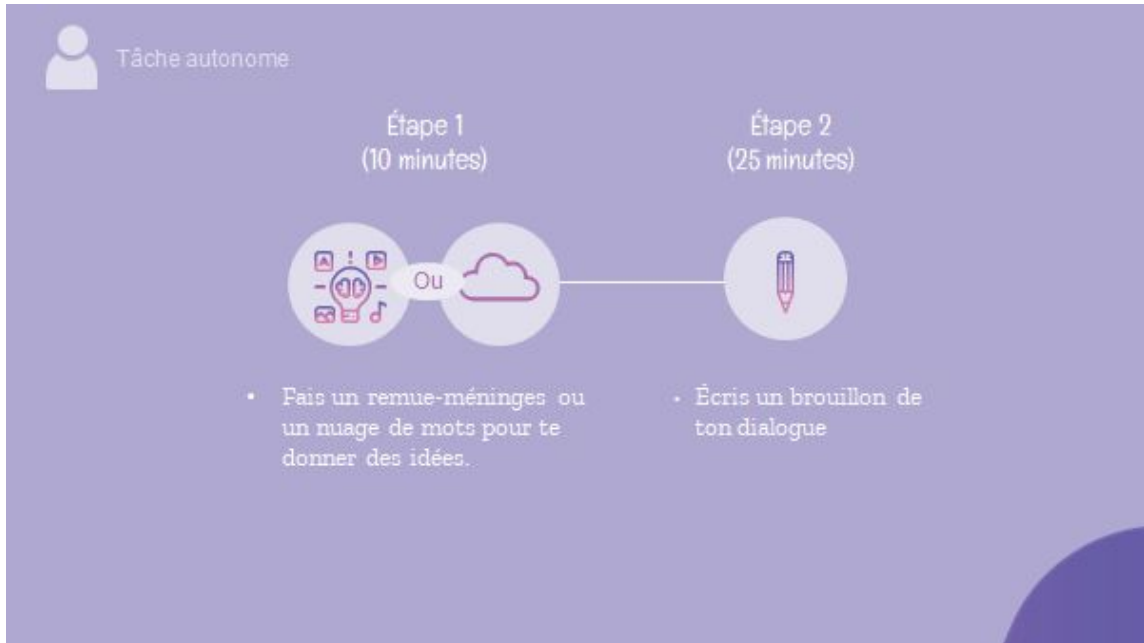 Tâche autonome
Étape 1
(10 minutes)
Étape 2
(25 minutes)
Ou
• Fais un remue-méninges ou
un nuage de mots pour te
donner des idées.
• Écris un brouillon de
ton dialogue